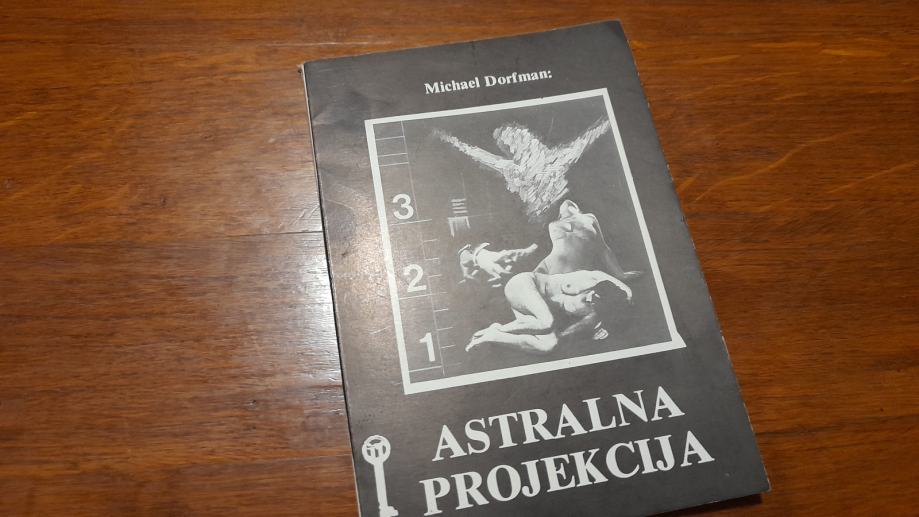 Michael Dorfman:
3
2
1
ASTRALNA
PROJEKCIJA